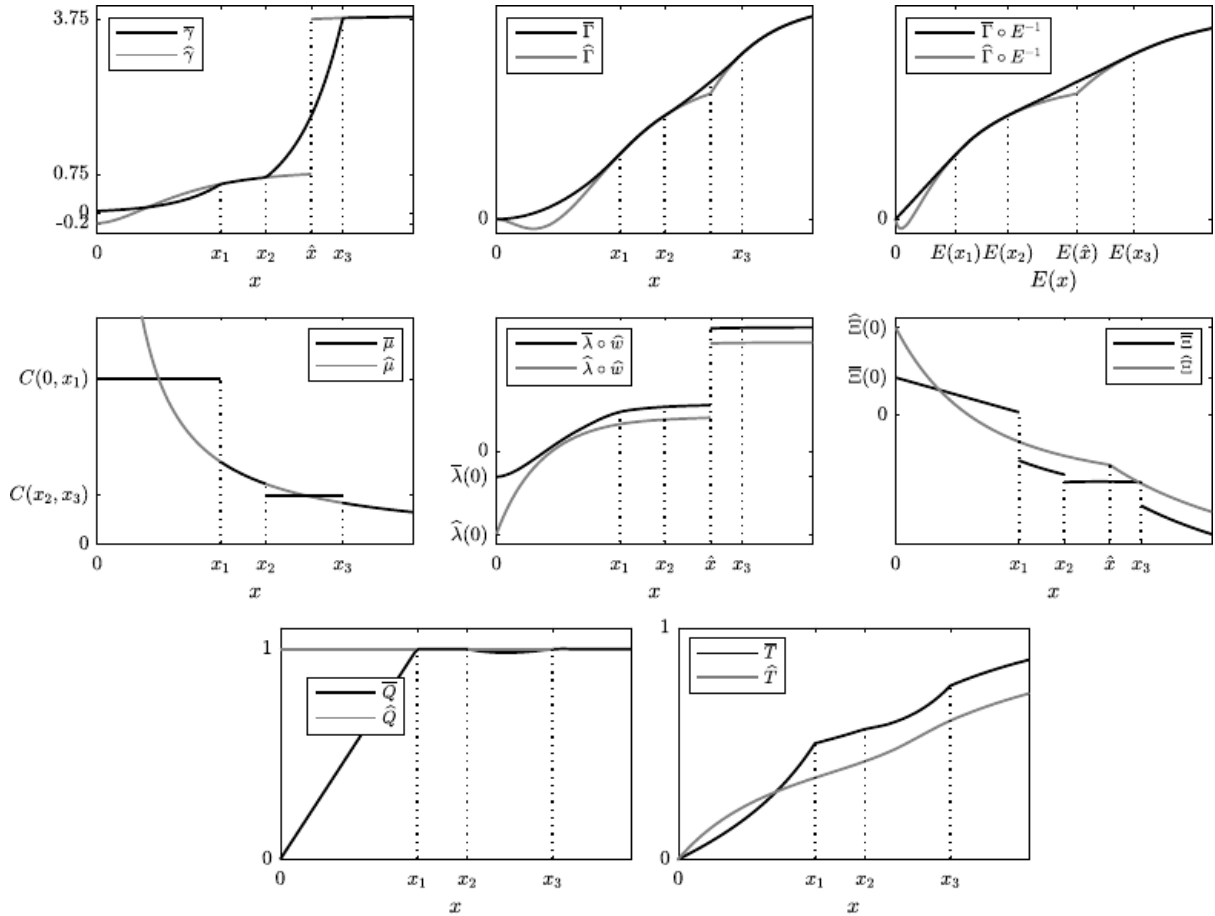 3.75
0.75
0
-0.2
γ̅
γ̂
0 x₁ x₂ x̂ x₃
x
0
Γ̅
Γ̂
0 x₁ x₂ x₃
x
0
Γ̅ ∘ E⁻¹
Γ̂ ∘ E⁻¹
0 E(x₁) E(x₂) E(x̂) E(x₃)
E(x)
C(0, x₁)
C(x₂, x₃)
0
μ̅
μ̂
0 x₁ x₂ x₃
x
0
λ̅(0)
λ̂(0)
λ̅ ∘ ŵ
λ̂ ∘ ŵ
0 x₁ x₂ x̂ x₃
x
Ξ̂(0)
Ξ̅(0)
0
Ξ̅
Ξ̂
0 x₁ x₂ x̂ x₃
x
1
0
Q̅
Q̂
0 x₁ x₂ x₃
x
1
0
T̅
T̂
0 x₁ x₂ x₃
x